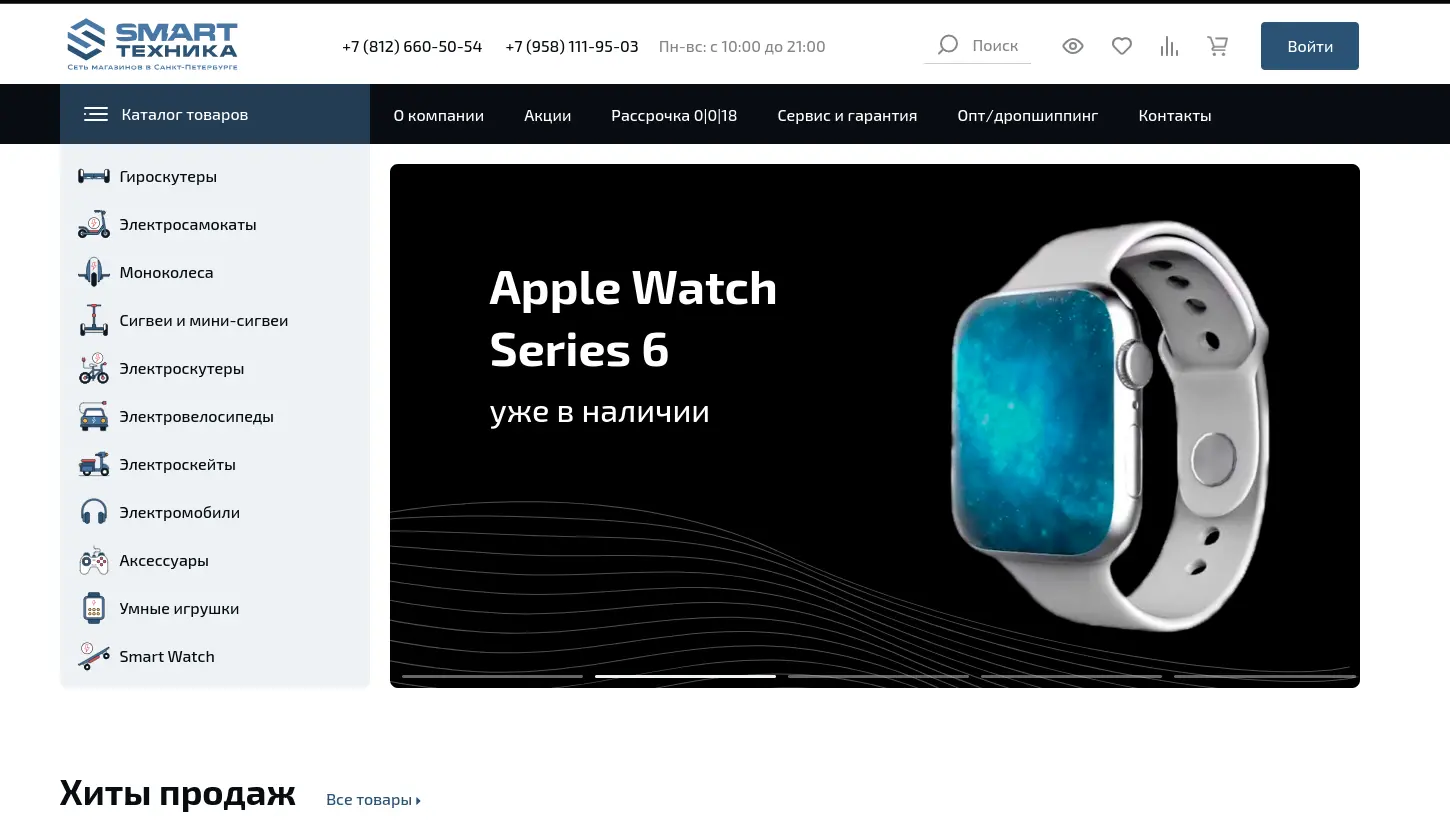 SMART
ТЕХНИКА
Сеть магазинов в Санкт-Петербурге
+7 (812) 660-50-54 +7 (958) 111-95-03 Пн-вс: с 10:00 до 21:00 Поиск Войти
Каталог товаров О компании Акции Рассрочка 0|0|18 Сервис и гарантия Опт/дропшиппинг Контакты
Гироскутеры
Электросамокаты
Моноколеса
Сигвеи и мини-сигвеи
Электроскутеры
Электровелосипеды
Электроскейты
Электромобили
Аксессуары
Умные игрушки
Smart Watch
Apple Watch
Series 6
уже в наличии
Хиты продаж Все товары